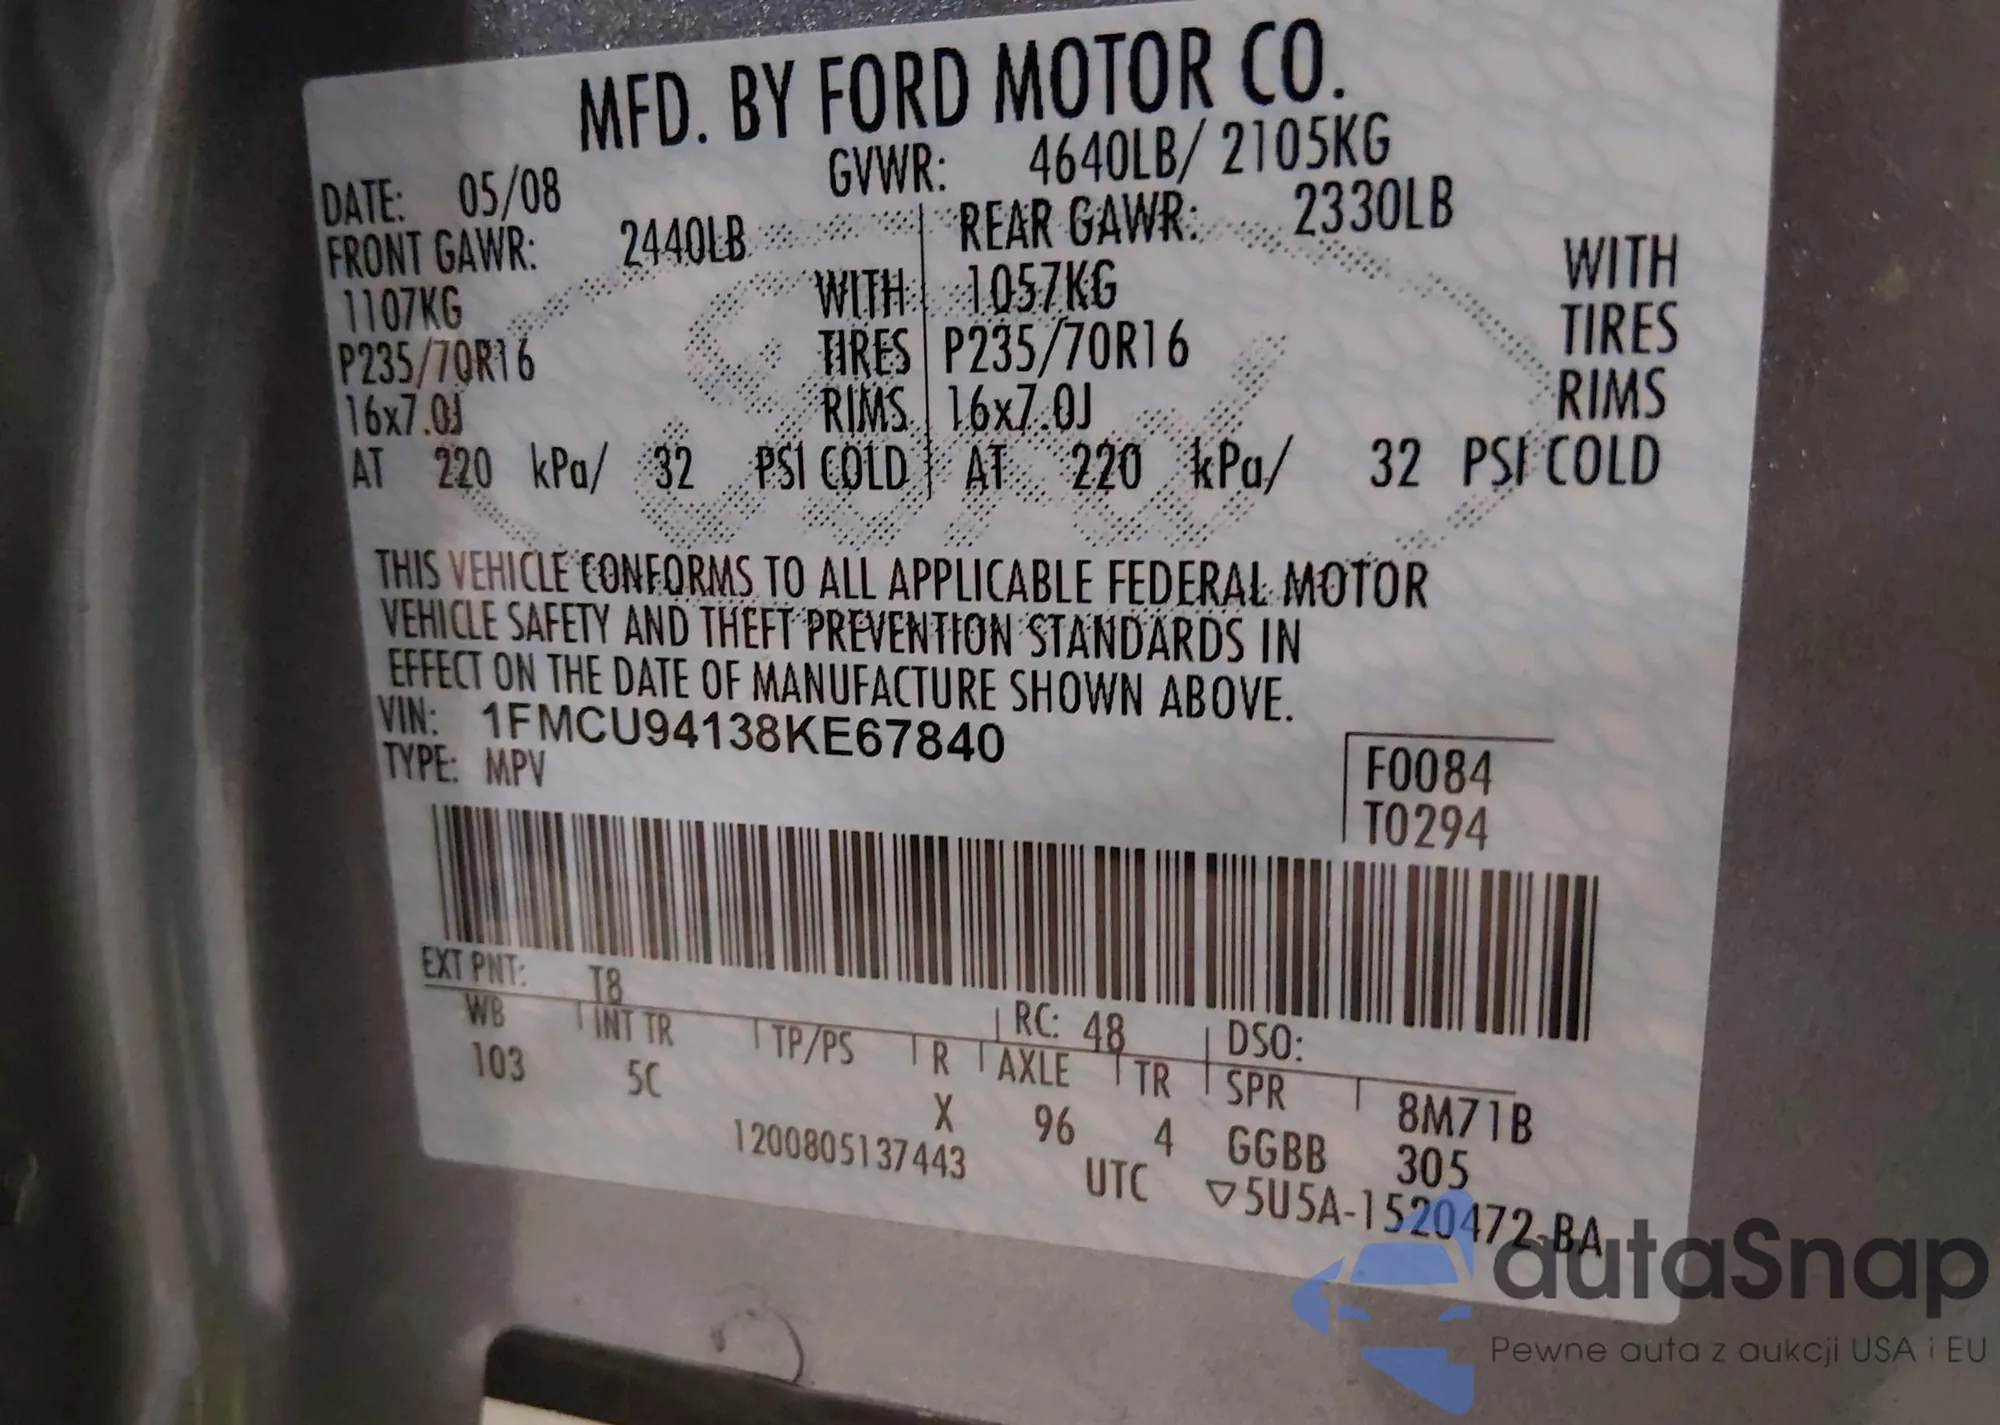 MFD. BY FORD MOTOR CO.
DATE: 05/08 GVWR: 4640LB/ 2105KG
FRONT GAWR: 2440LB REAR GAWR: 2330LB
1107KG WITH 1057KG WITH
P235/70R16 TIRES P235/70R16 TIRES
16x7.0J RIMS 16x7.0J RIMS
AT 220 kPa/ 32 PSI COLD AT 220 kPa/ 32 PSI COLD
THIS VEHICLE CONFORMS TO ALL APPLICABLE FEDERAL MOTOR
VEHICLE SAFETY AND THEFT PREVENTION STANDARDS IN
EFFECT ON THE DATE OF MANUFACTURE SHOWN ABOVE.
VIN: 1FMCU94138KE67840
TYPE: MPV
F0084
T0294
EXT PNT: T8 RC: 48 DSO:
WB INT TR TP/PS R AXLE TR SPR 8M71B
103 5C X 96 4 GGBB 305
1200805137443 UTC ▽5U5A-1520472-BA
autaSnap
Pewne auta z aukcji USA i EU